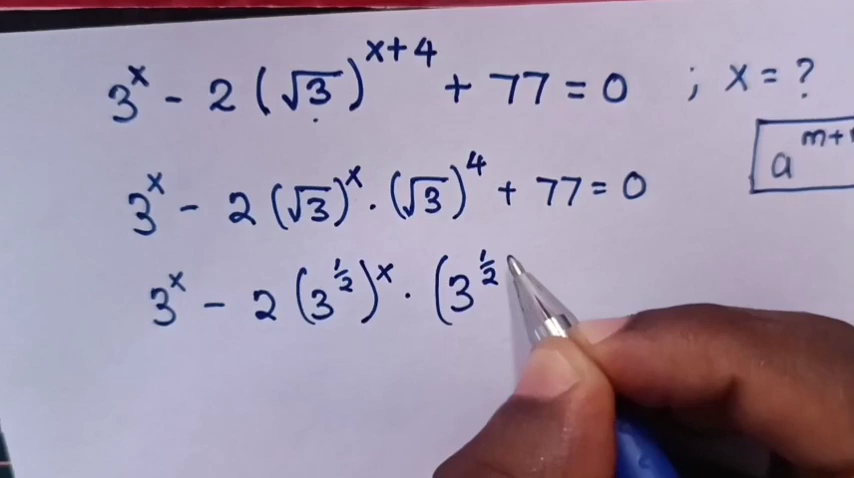 3^x - 2(√3)^{x+4} + 77 = 0 ; x = ?
a^{m+
3^x - 2(√3)^x · (√3)^4 + 77 = 0
3^x - 2(3^{1/2})^x · (3^{1/2}